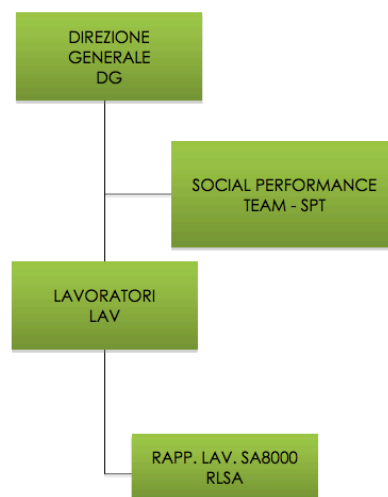 DIREZIONE
GENERALE
DG
SOCIAL PERFORMANCE
TEAM - SPT
LAVORATORI
LAV
RAPP. LAV. SA8000
RLSA